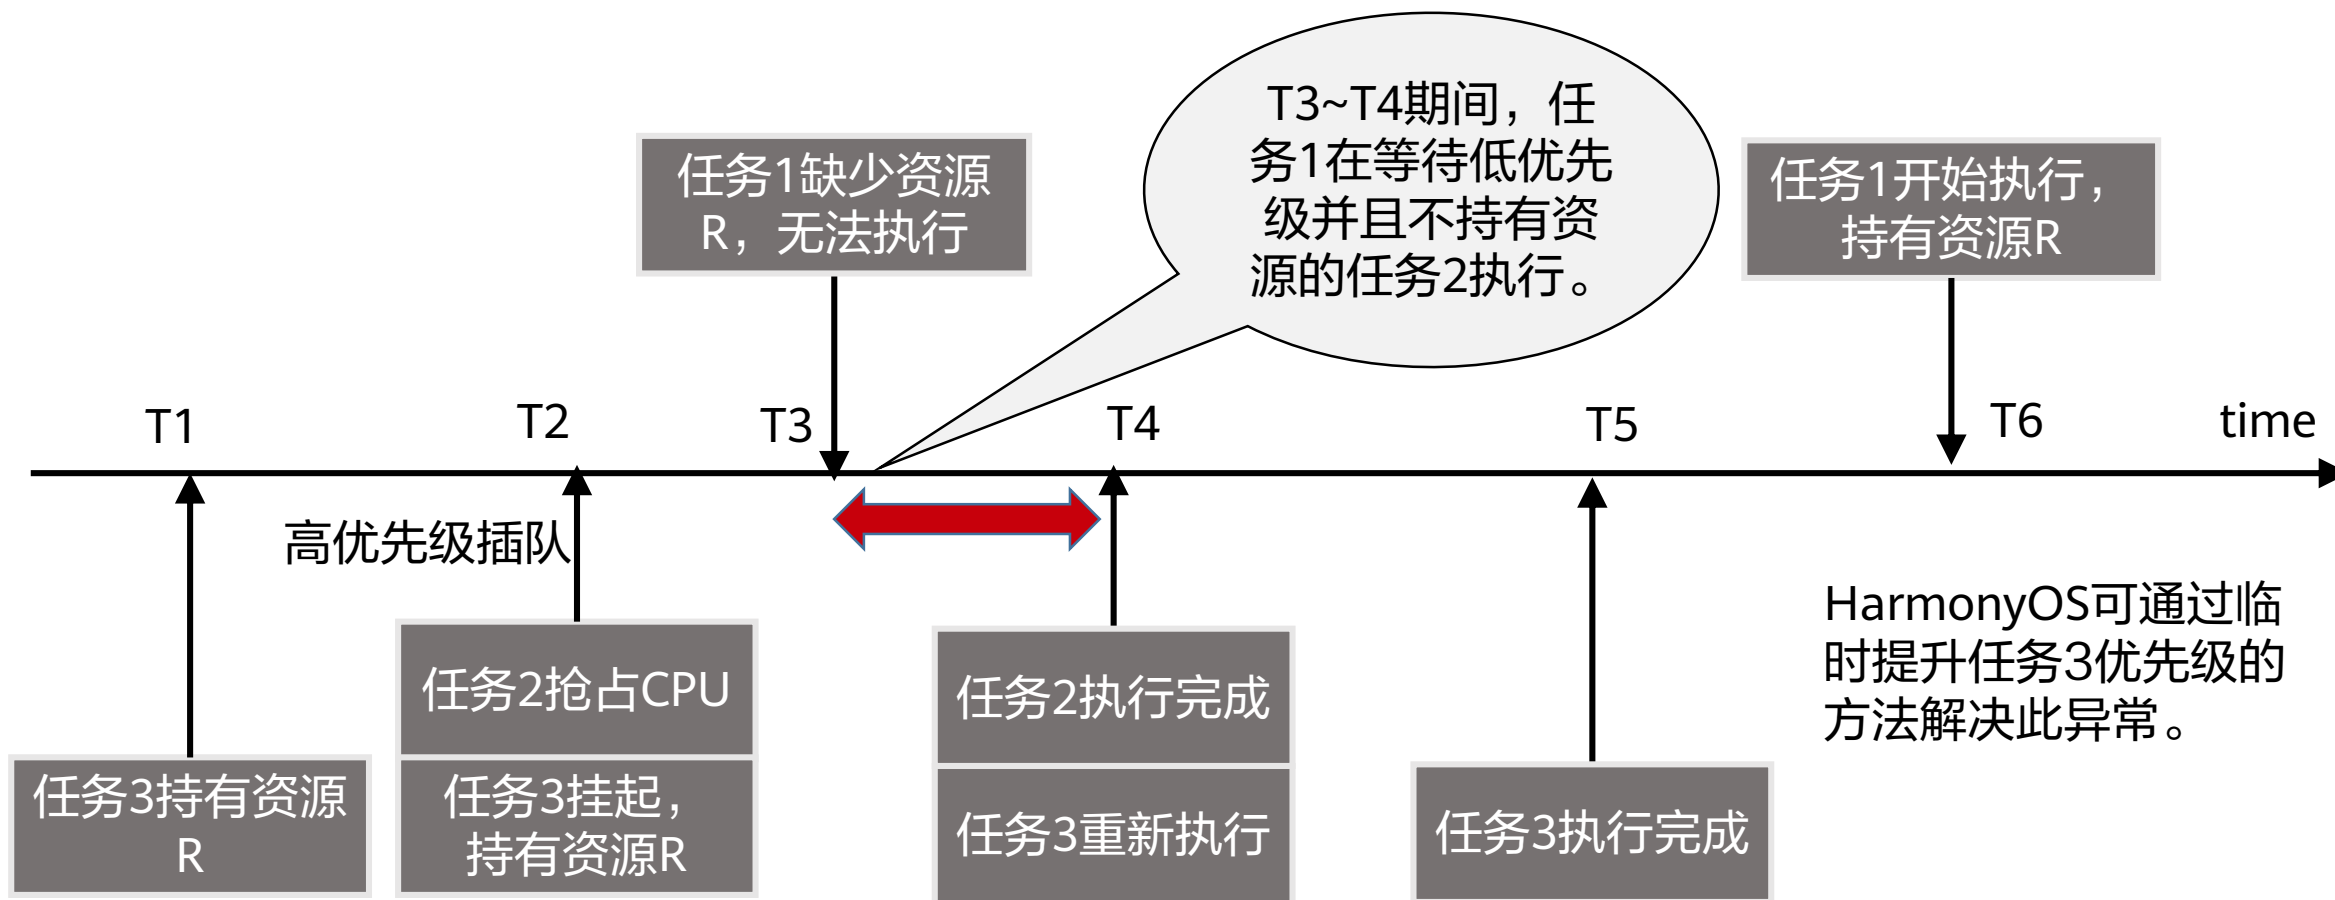 T3~T4期间，任
务1在等待低优先
级并且不持有资
源的任务2执行。
任务1缺少资源
R，无法执行
任务1开始执行，
持有资源R
T1
T2
T3
T4
T5
T6
time
高优先级插队
HarmonyOS可通过临
时提升任务3优先级的
方法解决此异常。
任务3持有资源
R
任务2抢占CPU
任务3挂起，
持有资源R
任务2执行完成
任务3重新执行
任务3执行完成